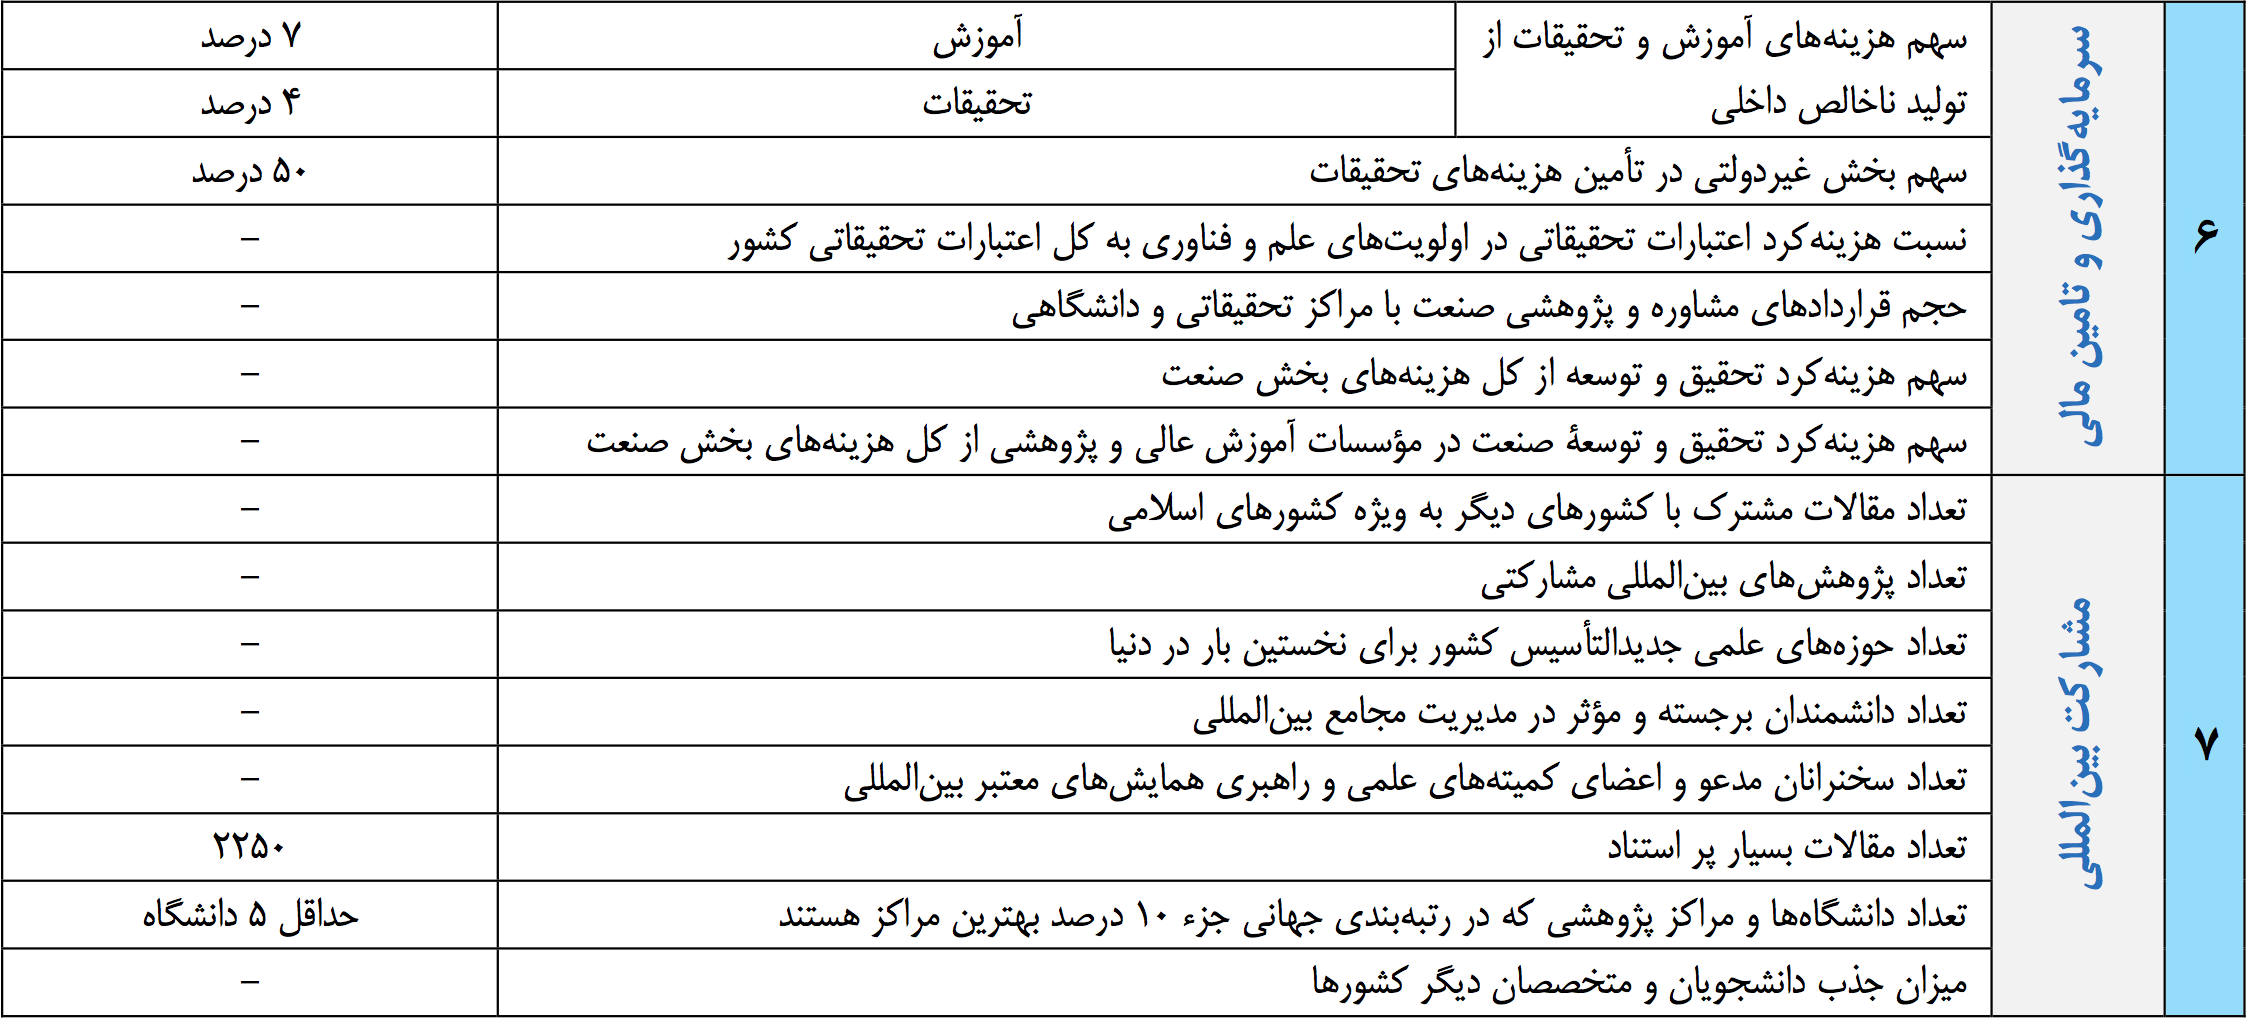 ۶
سرمایه‌گذاری و تامین مالی
سهم هزینه‌های آموزش و تحقیقات از
تولید ناخالص داخلی
آموزش
۷ درصد
تحقیقات
۴ درصد
سهم بخش غیردولتی در تأمین هزینه‌های تحقیقات
۵۰ درصد
نسبت هزینه‌کرد اعتبارات تحقیقاتی در اولویت‌های علم و فناوری به کل اعتبارات تحقیقاتی کشور
–
حجم قراردادهای مشاوره و پژوهشی صنعت با مراکز تحقیقاتی و دانشگاهی
–
سهم هزینه‌کرد تحقیق و توسعه از کل هزینه‌های بخش صنعت
–
سهم هزینه‌کرد تحقیق و توسعۀ صنعت در مؤسسات آموزش عالی و پژوهشی از کل هزینه‌های بخش صنعت
–
۷
مشارکت بین‌المللی
تعداد مقالات مشترک با کشورهای دیگر به ویژه کشورهای اسلامی
–
تعداد پژوهش‌های بین‌المللی مشارکتی
–
تعداد حوزه‌های علمی جدیدالتأسیس کشور برای نخستین بار در دنیا
–
تعداد دانشمندان برجسته و مؤثر در مدیریت مجامع بین‌المللی
–
تعداد سخنرانان مدعو و اعضای کمیته‌های علمی و راهبری همایش‌های معتبر بین‌المللی
–
تعداد مقالات بسیار پر استناد
۲۲۵۰
تعداد دانشگاه‌ها و مراکز پژوهشی که در رتبه‌بندی جهانی جزء ۱۰ درصد بهترین مراکز هستند
حداقل ۵ دانشگاه
میزان جذب دانشجویان و متخصصان دیگر کشورها
–